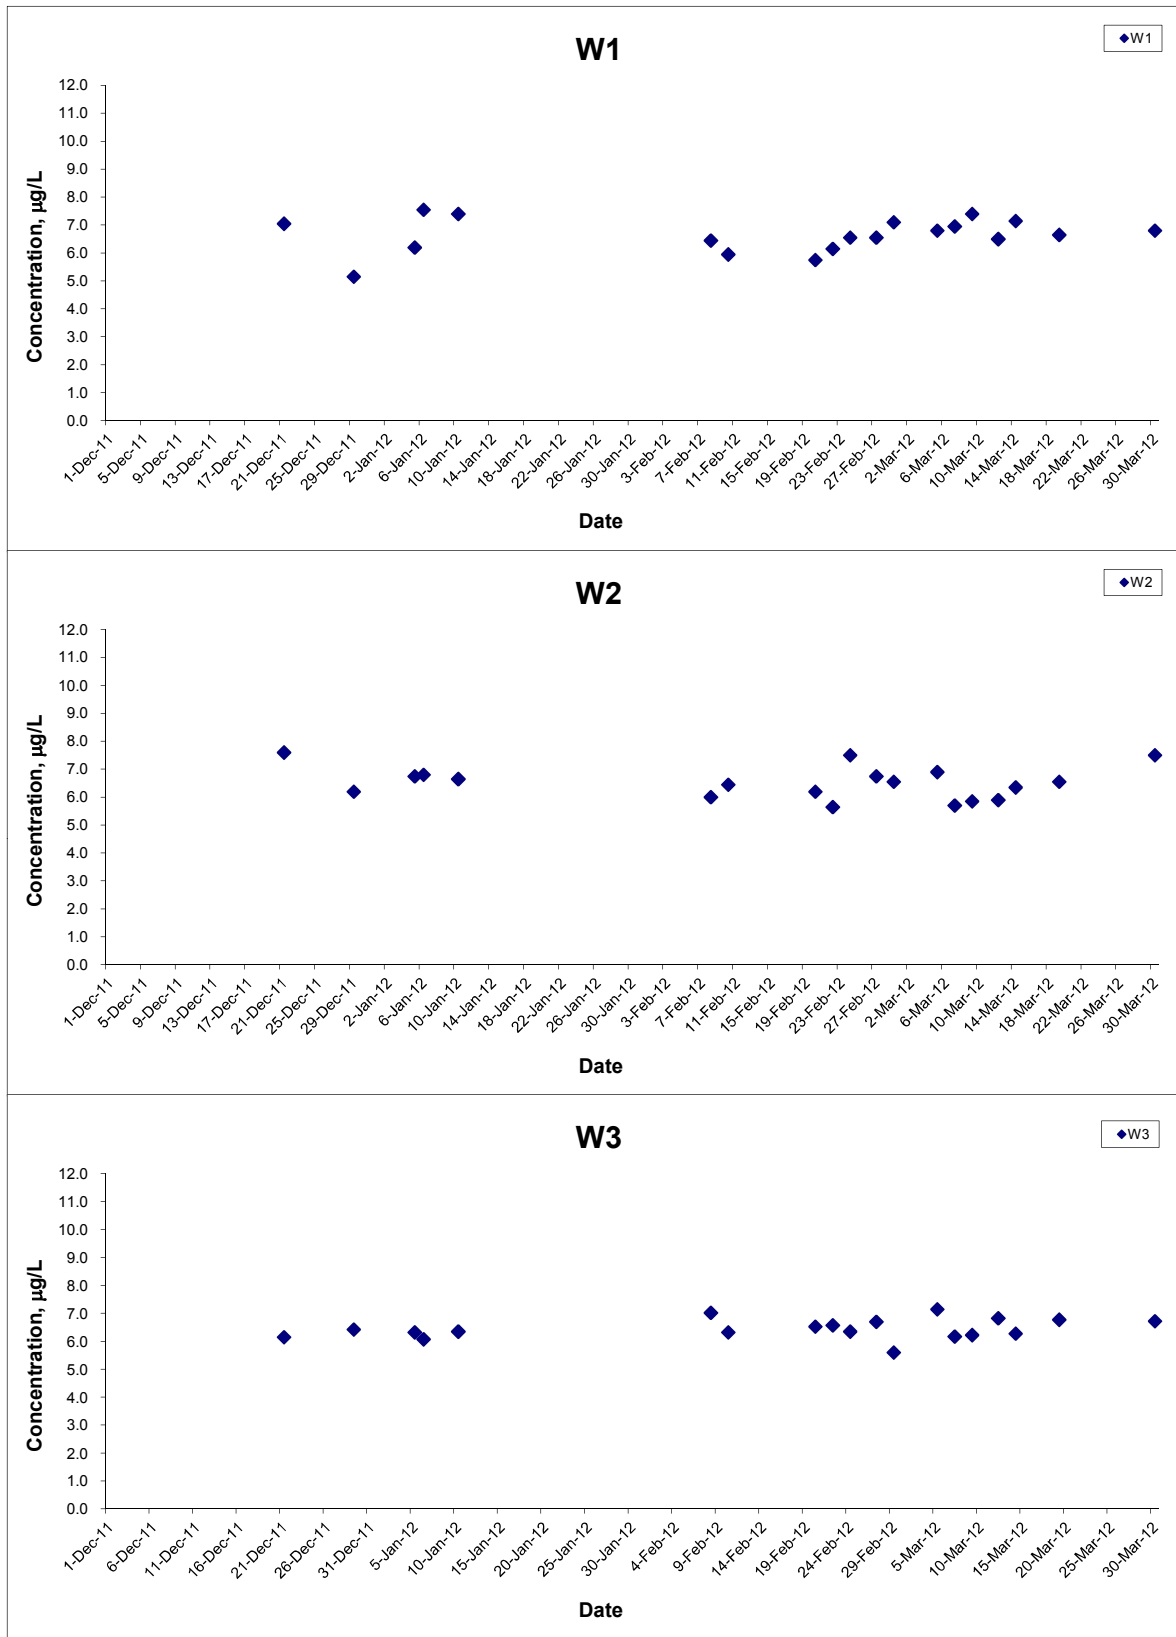 W1
W1
12.0
11.0
10.0
9.0
8.0
7.0
6.0
5.0
4.0
3.0
2.0
1.0
0.0
Concentration, µg/L
1-Dec-11
5-Dec-11
9-Dec-11
13-Dec-11
17-Dec-11
21-Dec-11
25-Dec-11
29-Dec-11
2-Jan-12
6-Jan-12
10-Jan-12
14-Jan-12
18-Jan-12
22-Jan-12
26-Jan-12
30-Jan-12
3-Feb-12
7-Feb-12
11-Feb-12
15-Feb-12
19-Feb-12
23-Feb-12
27-Feb-12
2-Mar-12
6-Mar-12
10-Mar-12
14-Mar-12
18-Mar-12
22-Mar-12
26-Mar-12
30-Mar-12
Date
W2
W2
12.0
11.0
10.0
9.0
8.0
7.0
6.0
5.0
4.0
3.0
2.0
1.0
0.0
Concentration, µg/L
1-Dec-11
5-Dec-11
9-Dec-11
13-Dec-11
17-Dec-11
21-Dec-11
25-Dec-11
29-Dec-11
2-Jan-12
6-Jan-12
10-Jan-12
14-Jan-12
18-Jan-12
22-Jan-12
26-Jan-12
30-Jan-12
3-Feb-12
7-Feb-12
11-Feb-12
15-Feb-12
19-Feb-12
23-Feb-12
27-Feb-12
2-Mar-12
6-Mar-12
10-Mar-12
14-Mar-12
18-Mar-12
22-Mar-12
26-Mar-12
30-Mar-12
Date
W3
W3
12.0
11.0
10.0
9.0
8.0
7.0
6.0
5.0
4.0
3.0
2.0
1.0
0.0
Concentration, µg/L
1-Dec-11
6-Dec-11
11-Dec-11
16-Dec-11
21-Dec-11
26-Dec-11
31-Dec-11
5-Jan-12
10-Jan-12
15-Jan-12
20-Jan-12
25-Jan-12
30-Jan-12
4-Feb-12
9-Feb-12
14-Feb-12
19-Feb-12
24-Feb-12
29-Feb-12
5-Mar-12
10-Mar-12
15-Mar-12
20-Mar-12
25-Mar-12
30-Mar-12
Date